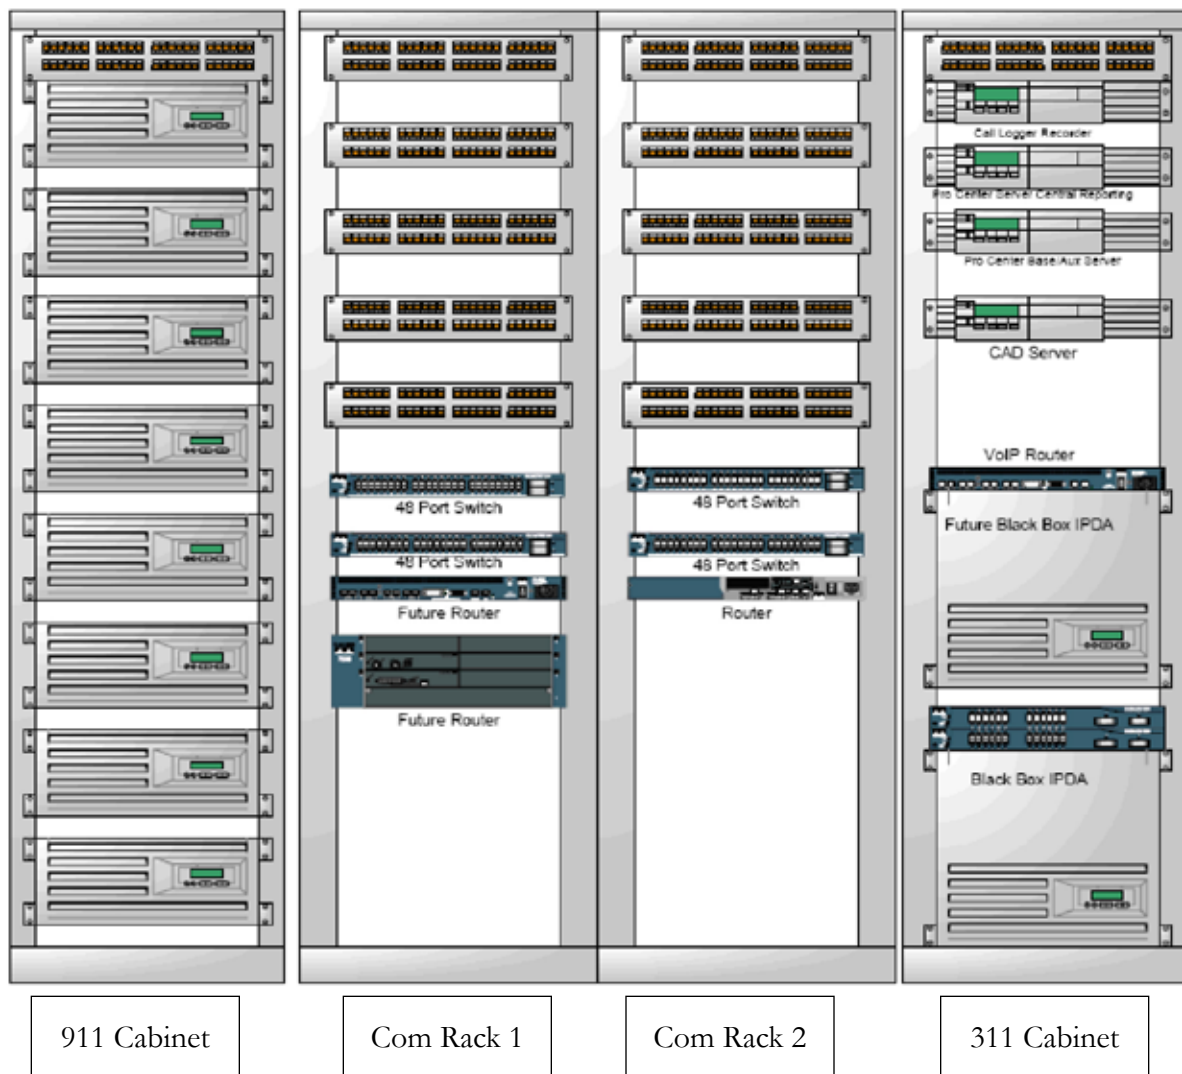 Call Logger Recorder
Pro Center Server Central Reporting
Pro Center Base/Aux Server
CAD Server
VoIP Router
48 Port Switch
48 Port Switch
Future Black Box IPDA
48 Port Switch
48 Port Switch
Future Router
Router
Future Router
Black Box IPDA
911 Cabinet
Com Rack 1
Com Rack 2
311 Cabinet